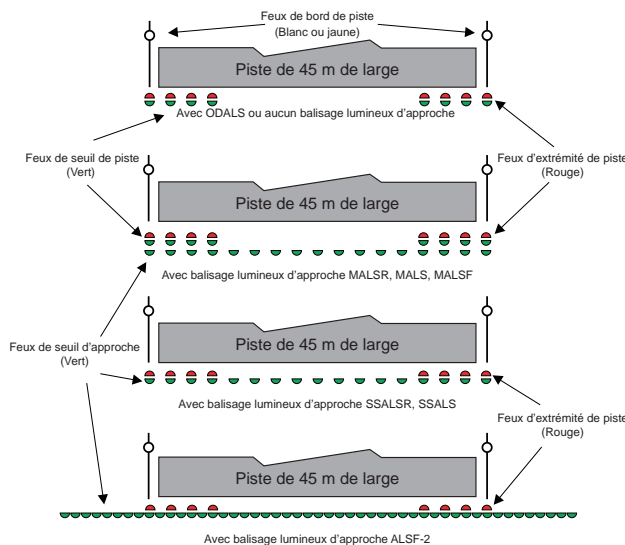 Feux de bord de piste
(Blanc ou jaune)
Piste de 45 m de large
Avec ODALS ou aucun balisage lumineux d'approche
Feux de seuil de piste
(Vert)
Feux d'extrémité de piste
(Rouge)
Piste de 45 m de large
Avec balisage lumineux d'approche MALSR, MALS, MALSF
Feux de seuil d'approche
(Vert)
Piste de 45 m de large
Avec balisage lumineux d'approche SSALSR, SSALS
Feux d'extrémité de piste
(Rouge)
Piste de 45 m de large
Avec balisage lumineux d'approche ALSF-2